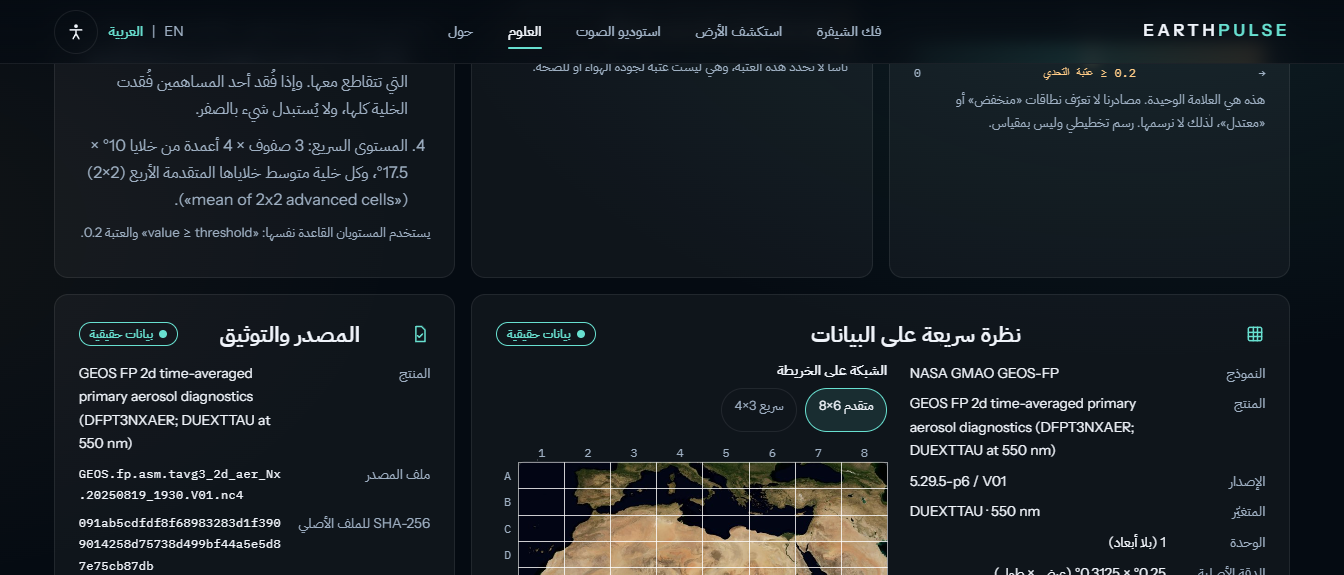 EARTHPULSE
فك الشيفرة
استكشف الأرض
استوديو الصوت
العلوم
حول
العربية | EN
→ 0.2 ≤ عتبة التحدي 0
هذه هي العلامة الوحيدة. مصادرنا لا تعرّف نطاقات «منخفض» أو
«معتدل»، لذلك لا نرسمها. رسم تخطيطي وليس بمقياس.
ناسا لا تحدد هذه العتبة، وهي ليست عتبة لجودة الهواء أو للصحة.
التي تتقاطع معها. وإذا فُقد أحد المساهمين فُقدت
الخلية كلها، ولا يُستبدل شيء بالصفر.
4. المستوى السريع: 3 صفوف × 4 أعمدة من خلايا 10° ×
17.5°، وكل خلية متوسط خلاياها المتقدمة الأربع (2×2)
(«mean of 2x2 advanced cells»).
يستخدم المستويان القاعدة نفسها: «value ≥ threshold» والعتبة 0.2.
نظرة سريعة على البيانات
بيانات حقيقية
النموذج
NASA GMAO GEOS-FP
المنتج
GEOS FP 2d time-averaged primary
aerosol diagnostics (DFPT3NXAER;
DUEXTTAU at 550 nm)
الإصدار
5.29.5-p6 / V01
المتغيّر
DUEXTTAU · 550 nm
الوحدة
1 (بلا أبعاد)
الدقة الأصلية
0.25° × 0.3125° (عرض × طول)
الشبكة على الخريطة
متقدم 6×8
سريع 3×4
1 2 3 4 5 6 7 8
A
B
C
D
المصدر والتوثيق
بيانات حقيقية
المنتج
GEOS FP 2d time-averaged
primary aerosol diagnostics
(DFPT3NXAER; DUEXTTAU at
550 nm)
ملف المصدر
GEOS.fp.asm.tavg3_2d_aer_Nx
.20250819_1930.V01.nc4
SHA-256 للملف الأصلي
091ab5cdfdf8f68983283d1f390
9014258d75738d499bf44a5e5d8
7e75cb87db